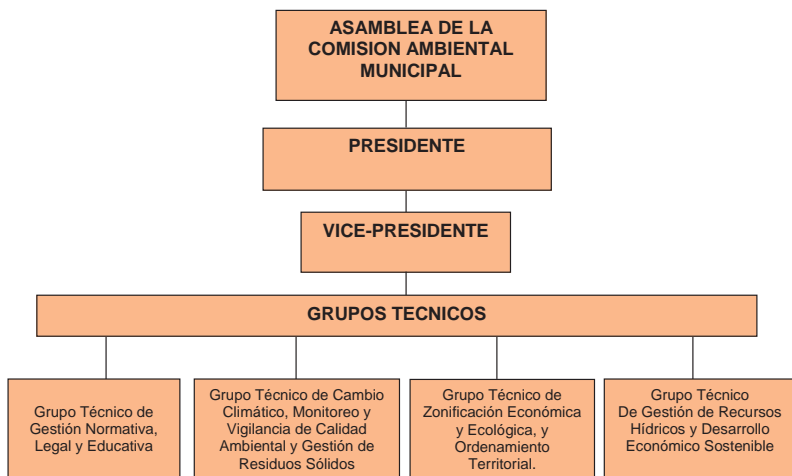 ASAMBLEA DE LA
COMISION AMBIENTAL
MUNICIPAL
PRESIDENTE
VICE-PRESIDENTE
GRUPOS TECNICOS
Grupo Técnico de
Gestión Normativa,
Legal y Educativa
Grupo Técnico de Cambio
Climático, Monitoreo y
Vigilancia de Calidad
Ambiental y Gestión de
Residuos Sólidos
Grupo Técnico de
Zonificación Económica
y Ecológica, y
Ordenamiento
Territorial.
Grupo Técnico
De Gestión de Recursos
Hídricos y Desarrollo
Económico Sostenible